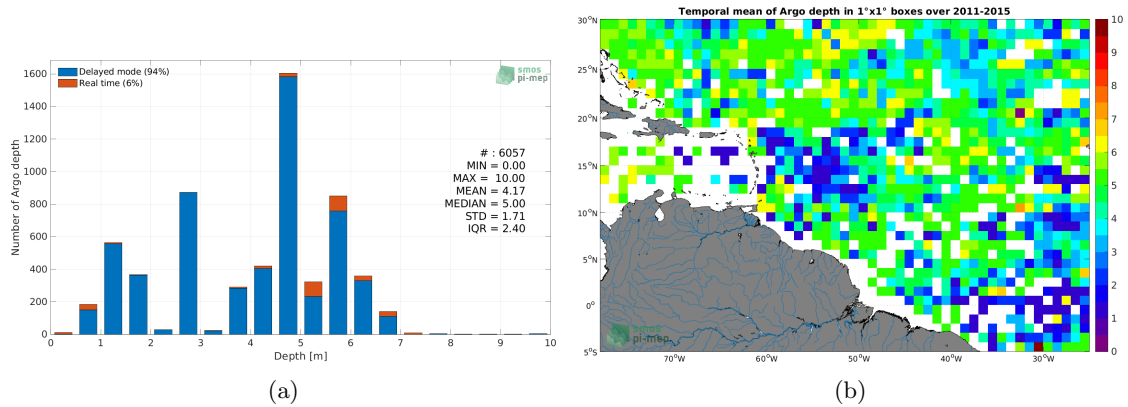 Delayed mode (94%)
Real time (6%)
smos
pi-mep
1600
1400
1200
1000
800
600
400
200
0
Number of Argo depth
# : 6057
MIN = 0.00
MAX = 10.00
MEAN = 4.17
MEDIAN = 5.00
STD = 1.71
IQR = 2.40
0 1 2 3 4 5 6 7 8 9 10
Depth [m]
(a)
Temporal mean of Argo depth in 1°x1° boxes over 2011-2015
30°N
25°N
20°N
15°N
10°N
5°N
0°
5°S
70°W 60°W 50°W 40°W 30°W
smos
pi-mep
10
9
8
7
6
5
4
3
2
1
0
(b)